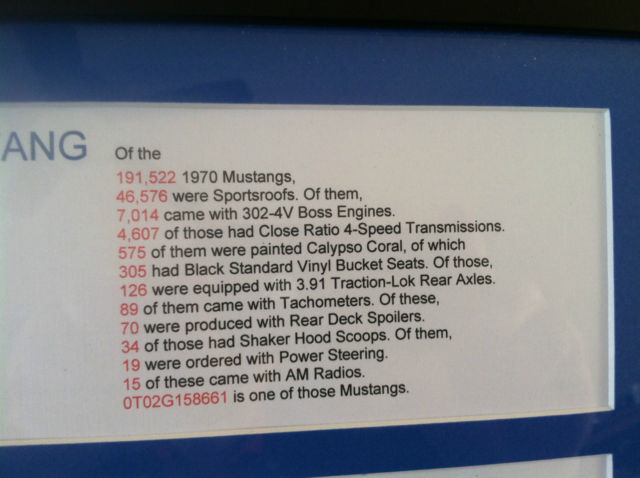 ANG
Of the
191,522 1970 Mustangs,
46,576 were Sportsroofs. Of them,
7,014 came with 302-4V Boss Engines.
4,607 of those had Close Ratio 4-Speed Transmissions.
575 of them were painted Calypso Coral, of which
305 had Black Standard Vinyl Bucket Seats. Of those,
126 were equipped with 3.91 Traction-Lok Rear Axles.
89 of them came with Tachometers. Of these,
70 were produced with Rear Deck Spoilers.
34 of those had Shaker Hood Scoops. Of them,
19 were ordered with Power Steering.
15 of these came with AM Radios.
0T02G158661 is one of those Mustangs.